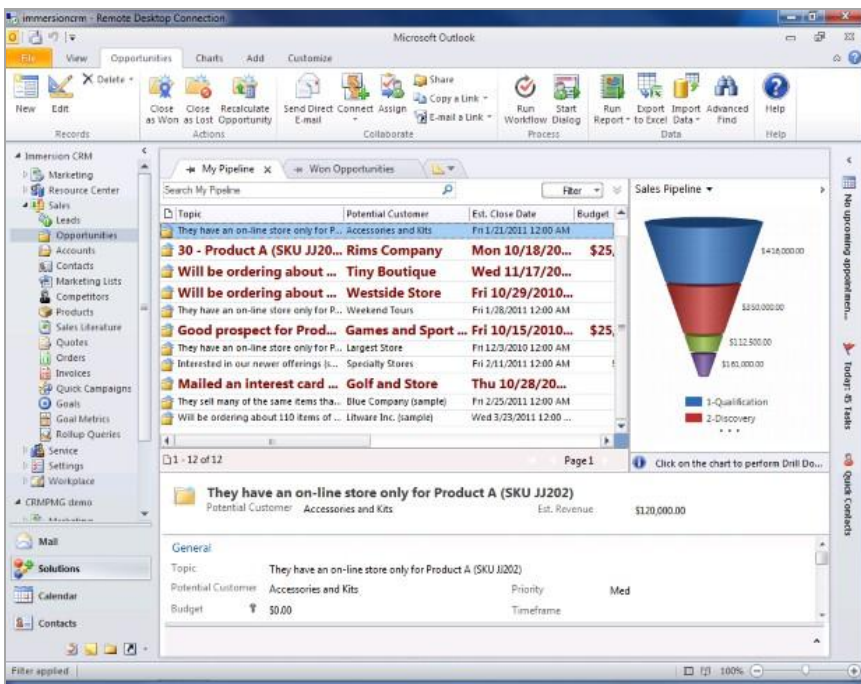 immersioncrm - Remote Desktop Connection
Microsoft Outlook
File View Opportunities Charts Add Customize
New Edit Delete
Close as Won Close as Lost Recalculate Opportunity
Send Direct E-mail Connect Assign Share Copy a Link E-mail a Link
Run Workflow Start Dialog
Run Report Export to Excel Import Data Advanced Find
Help
Records Actions Collaborate Process Data Help
Immersion CRM
Marketing
Resource Center
Sales
Leads
Opportunities
Accounts
Contacts
Marketing Lists
Competitors
Products
Sales Literature
Quotes
Orders
Invoices
Quick Campaigns
Goals
Goal Metrics
Rollup Queries
Service
Settings
Workplace
CRMPMG demo
Marketing
Mail
Solutions
Calendar
Contacts
My Pipeline x Won Opportunities
Search My Pipeline Filter
Topic Potential Customer Est. Close Date Budget
They have an on-line store only for P... Accessories and Kits Fri 1/21/2011 12:00 AM
30 - Product A (SKU JJ20... Rims Company Mon 10/18/20... $25,
Will be ordering about ... Tiny Boutique Wed 11/17/20...
Will be ordering about ... Westside Store Fri 10/29/2010...
They have an on-line store only for P... Weekend Tours Fri 1/28/2011 12:00 AM
Good prospect for Prod... Games and Sport ... Fri 10/15/2010... $25,
They have an on-line store only for P... Largest Store Fri 12/3/2010 12:00 AM
Interested in our newer offerings (s... Specialty Stores Fri 2/11/2011 12:00 AM
Mailed an interest card ... Golf and Store Thu 10/28/20...
They sell many of the same items tha... Blue Company (sample) Fri 2/25/2011 12:00 AM
Will be ordering about 110 items of ... Litware Inc. (sample) Wed 3/23/2011 12:00 ...
1 - 12 of 12 Page 1
Sales Pipeline
$416,000.00
$350,000.00
$112,500.00
$161,000.00
1-Qualification
2-Discovery
...
Click on the chart to perform Drill Do...
They have an on-line store only for Product A (SKU JJ202)
Potential Customer Accessories and Kits Est. Revenue $120,000.00
General
Topic They have an on-line store only for Product A (SKU JJ202)
Potential Customer Accessories and Kits Priority Med
Budget $0.00 Timeframe
No upcoming appointmen...
Today: 45 Tasks
Quick Contacts
Filter applied 100%